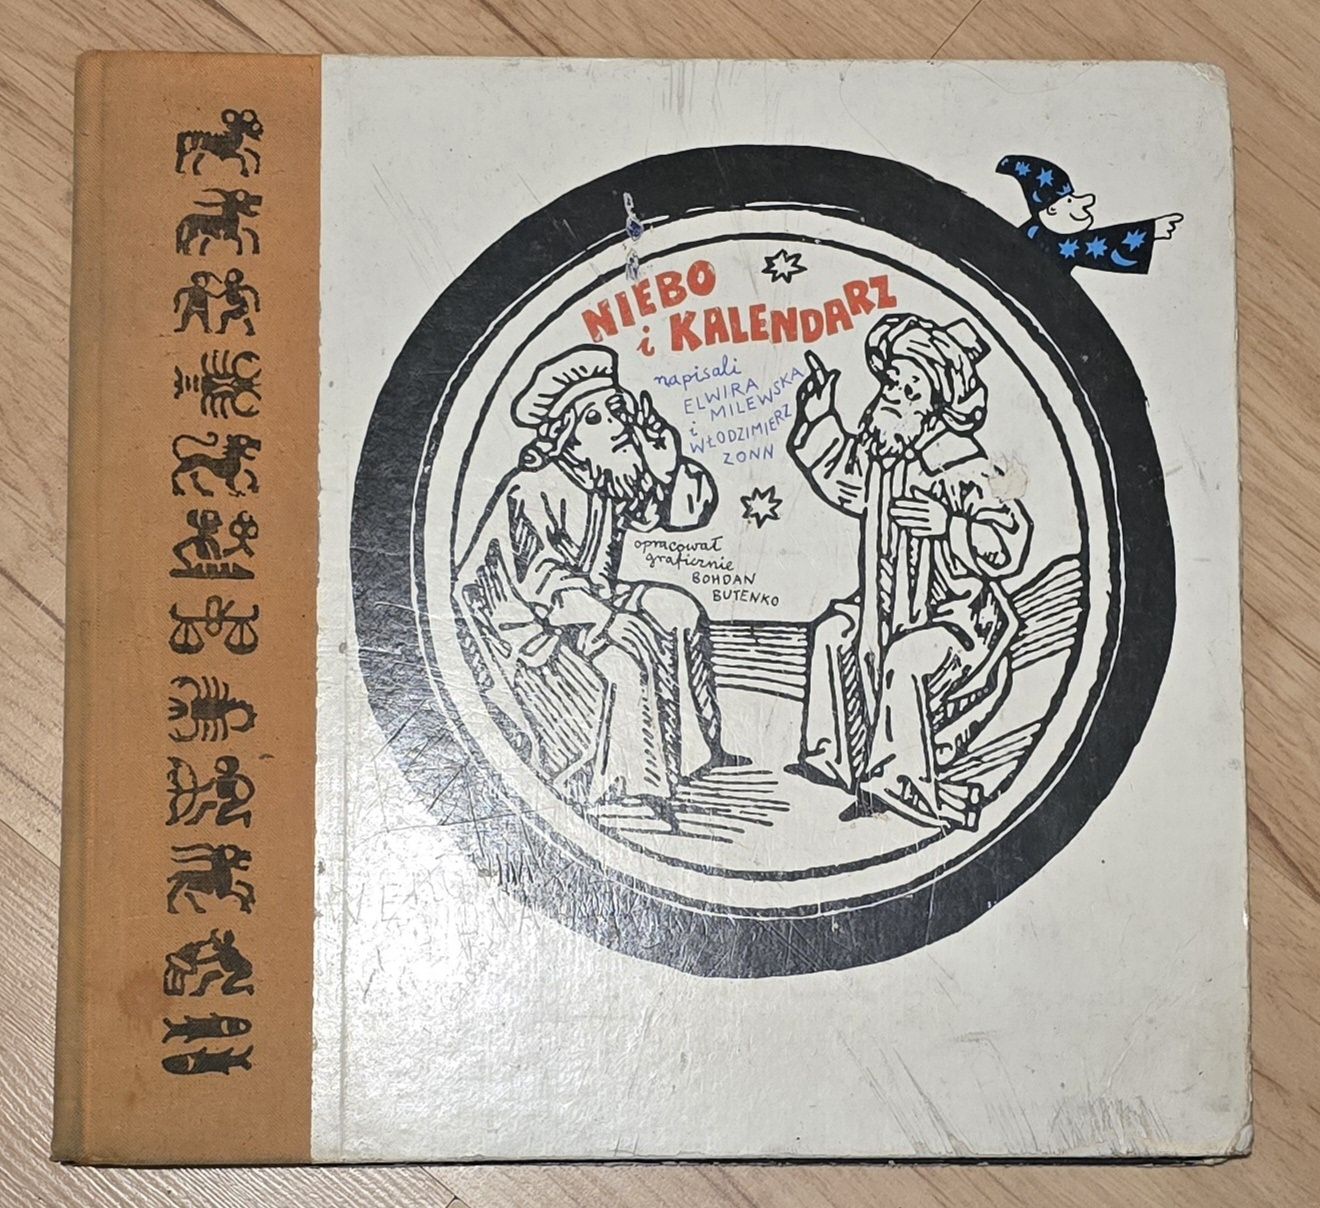 NIEBO
i KALENDARZ
napisali
ELWIRA
MILEWSKA
i
WŁODZIMIERZ
ZONN
opracował
graficznie
BOHDAN
BUTENKO